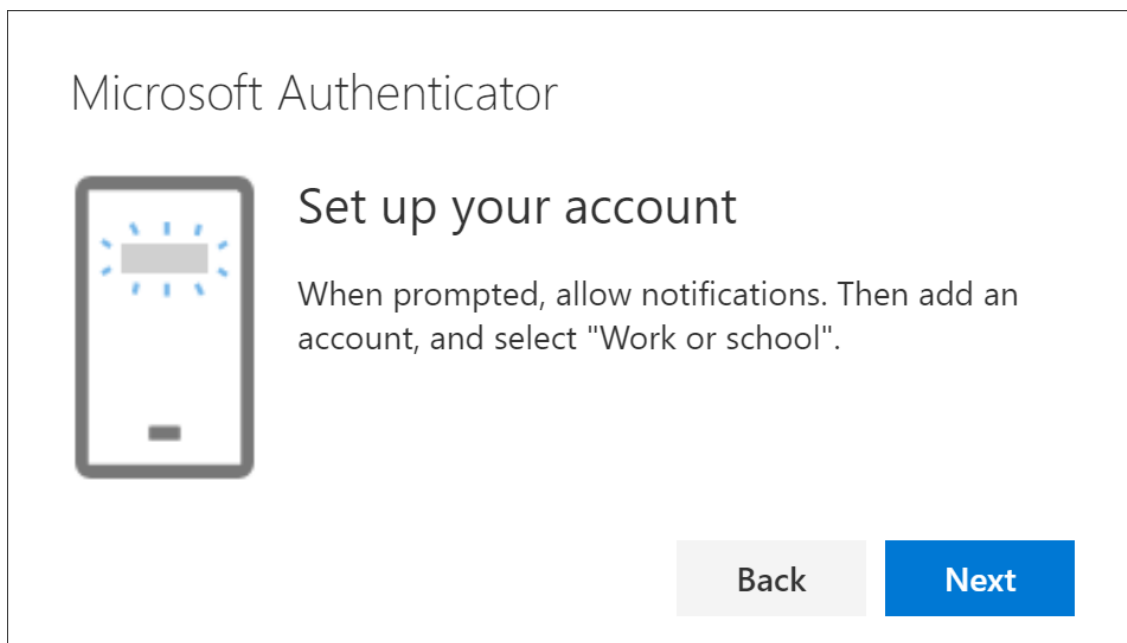 Microsoft Authenticator
Set up your account
When prompted, allow notifications. Then add an
account, and select "Work or school".
Back
Next